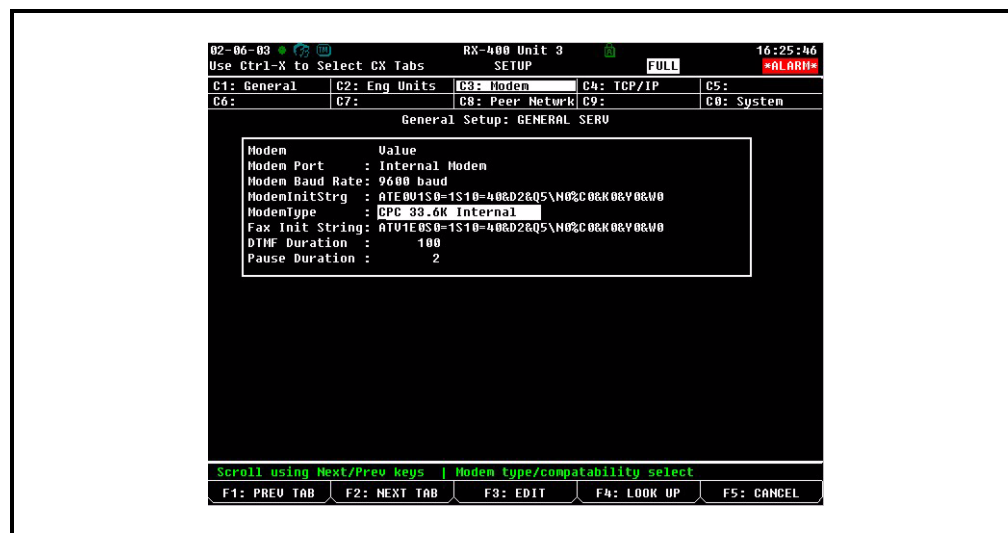 02-06-03 RX-400 Unit 3 16:25:46
Use Ctrl-X to Select CX Tabs SETUP FULL *ALARM*
C1: General C2: Eng Units C3: Modem C4: TCP/IP C5:
C6: C7: C8: Peer Netwrk C9: C0: System
General Setup: GENERAL SERV
Modem Value
Modem Port : Internal Modem
Modem Baud Rate: 9600 baud
ModemInitStrg : ATE0V1S0=1S10=40&D2&Q5\N0%C0&K0&Y0&W0
ModemType : CPC 33.6K Internal
Fax Init String: ATV1E0S0=1S10=40&D2&Q5\N0%C0&K0&Y0&W0
DTMF Duration : 100
Pause Duration : 2
Scroll using Next/Prev keys | Modem type/compatability select
F1: PREV TAB F2: NEXT TAB F3: EDIT F4: LOOK UP F5: CANCEL